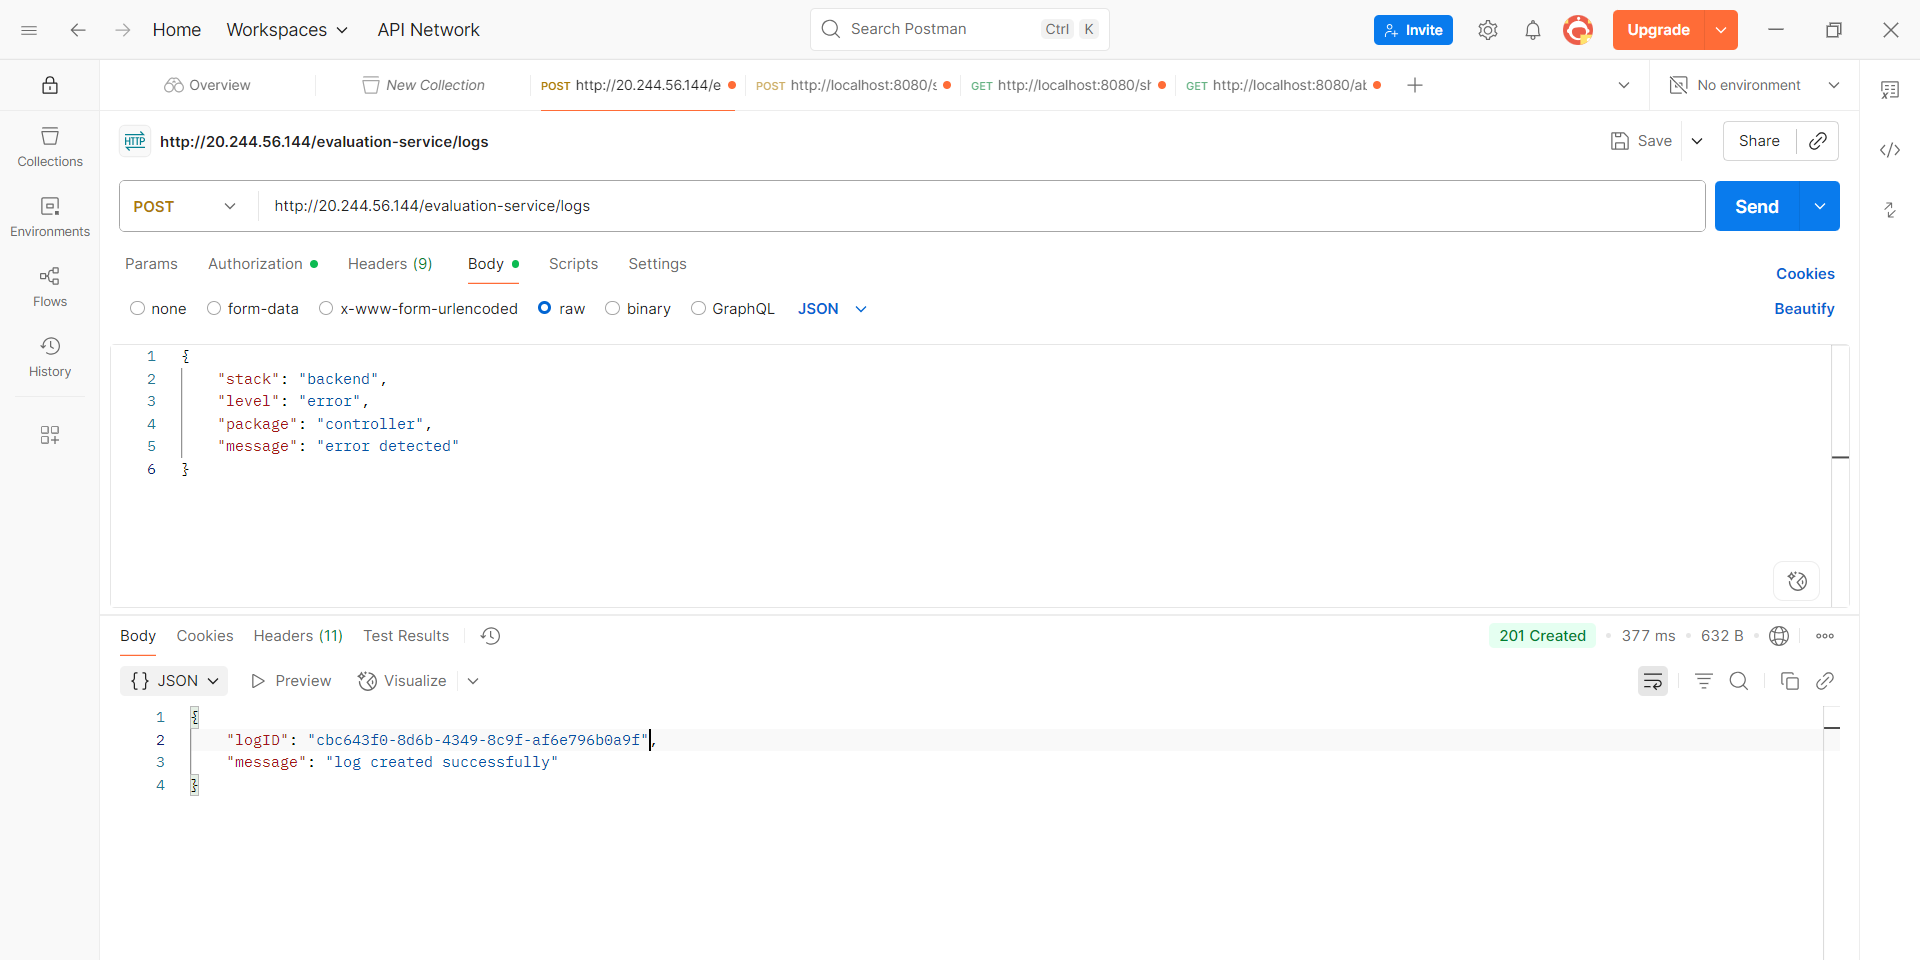 Home Workspaces API Network Search Postman Ctrl K Invite Upgrade
Overview New Collection POST http://20.244.56.144/e POST http://localhost:8080/s GET http://localhost:8080/sh GET http://localhost:8080/ab No environment
Collections
Environments
Flows
History
HTTP http://20.244.56.144/evaluation-service/logs Save Share
POST http://20.244.56.144/evaluation-service/logs Send
Params Authorization Headers (9) Body Scripts Settings Cookies
none form-data x-www-form-urlencoded raw binary GraphQL JSON Beautify
1 {
2 "stack": "backend",
3 "level": "error",
4 "package": "controller",
5 "message": "error detected"
6 }
Body Cookies Headers (11) Test Results 201 Created 377 ms 632 B
{} JSON Preview Visualize
1 {
2 "logID": "cbc643f0-8d6b-4349-8c9f-af6e796b0a9f",
3 "message": "log created successfully"
4 }